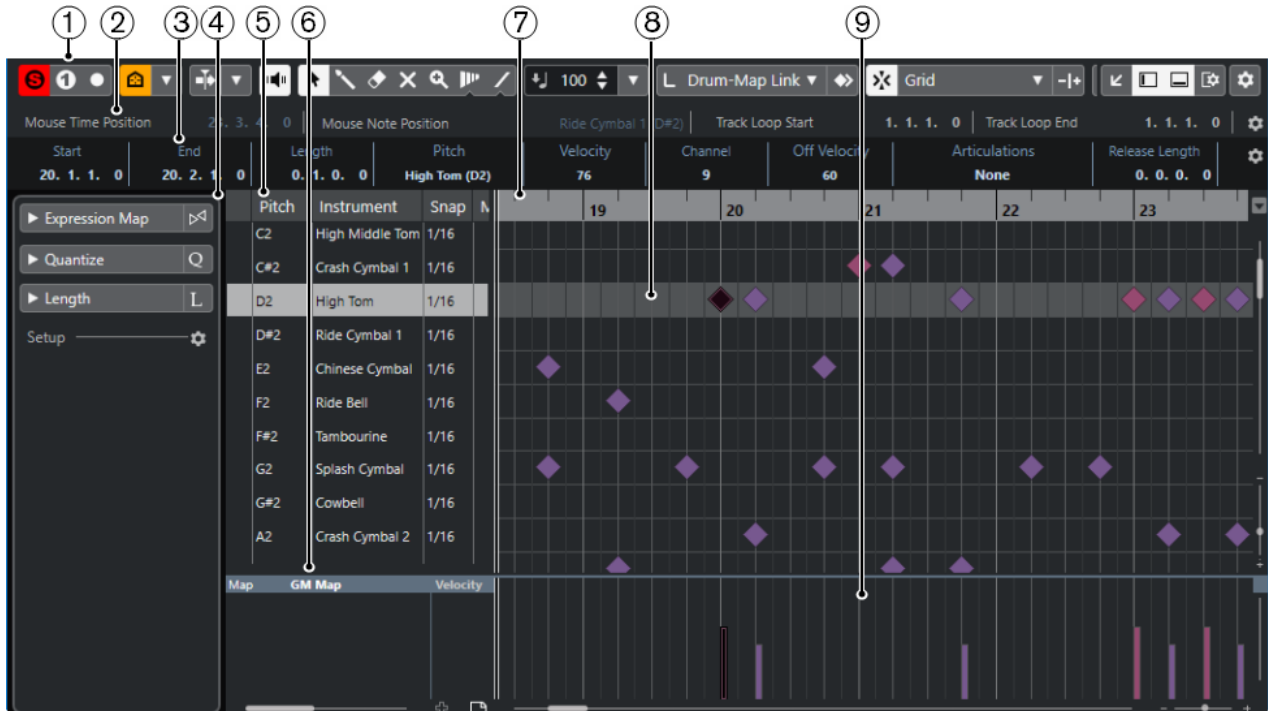 1 2 3 4 5 6 7 8 9
S 1 100 L Drum-Map Link Grid
Mouse Time Position 23. 3. 4. 0 Mouse Note Position Ride Cymbal 1 (D#2) Track Loop Start 1. 1. 1. 0 Track Loop End 1. 1. 1. 0
Start End Length Pitch Velocity Channel Off Velocity Articulations Release Length
20. 1. 1. 0 20. 2. 1. 0 0. 1. 0. 0 High Tom (D2) 76 9 60 None 0. 0. 0. 0
Expression Map
Quantize Q
Length L
Setup
Pitch Instrument Snap M 19 20 21 22 23
C2 High Middle Tom 1/16
C#2 Crash Cymbal 1 1/16
D2 High Tom 1/16
D#2 Ride Cymbal 1 1/16
E2 Chinese Cymbal 1/16
F2 Ride Bell 1/16
F#2 Tambourine 1/16
G2 Splash Cymbal 1/16
G#2 Cowbell 1/16
A2 Crash Cymbal 2 1/16
Map GM Map Velocity